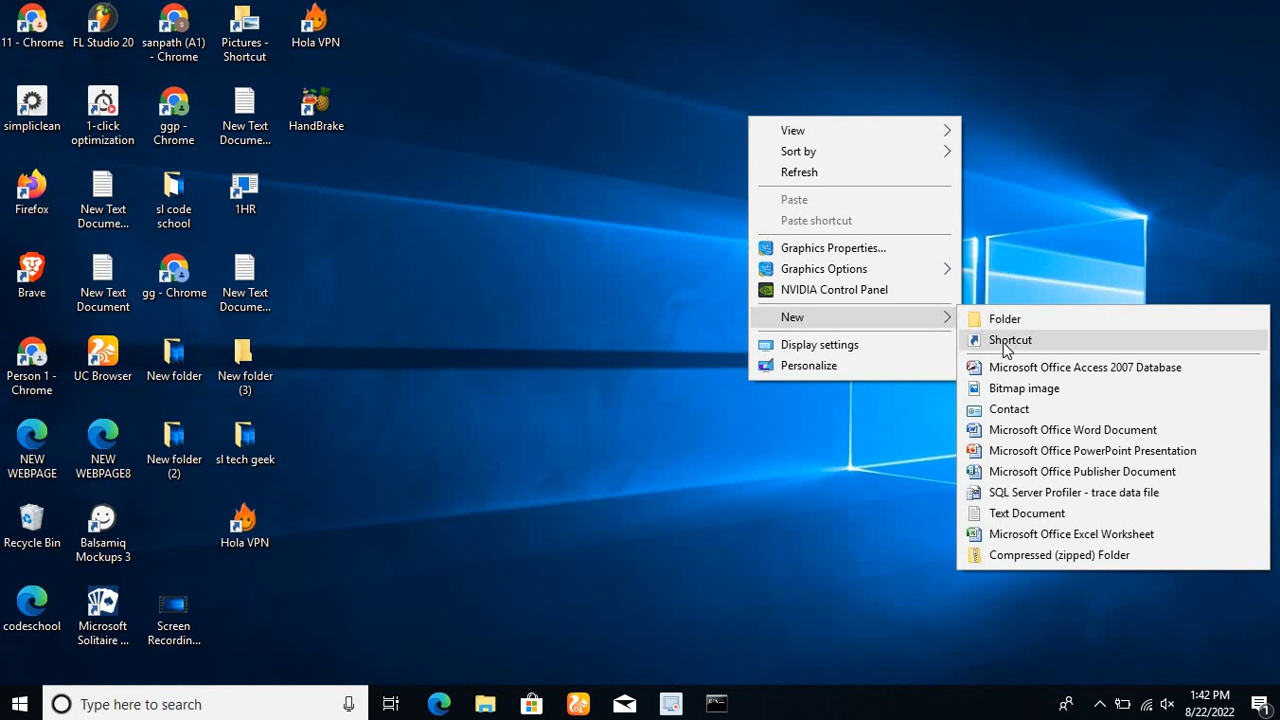 11 - Chrome
FL Studio 20
sanpath (A1)
- Chrome
Pictures -
Shortcut
Hola VPN
simpliclean
1-click
optimization
ggp -
Chrome
New Text
Docume...
HandBrake
Firefox
New Text
Docume...
sl code
school
1HR
Brave
New Text
Document
gg - Chrome
New Text
Docume...
Person 1 -
Chrome
UC Browser
New folder
New folder
(3)
NEW
WEBPAGE
NEW
WEBPAGE8
New folder
(2)
sl tech geek
Recycle Bin
Balsamiq
Mockups 3
Hola VPN
codeschool
Microsoft
Solitaire ...
Screen
Recordin...
View
Sort by
Refresh
Paste
Paste shortcut
Graphics Properties...
Graphics Options
NVIDIA Control Panel
New
Display settings
Personalize
Folder
Shortcut
Microsoft Office Access 2007 Database
Bitmap image
Contact
Microsoft Office Word Document
Microsoft Office PowerPoint Presentation
Microsoft Office Publisher Document
SQL Server Profiler - trace data file
Text Document
Microsoft Office Excel Worksheet
Compressed (zipped) Folder
Type here to search
1:42 PM
8/22/2022
1